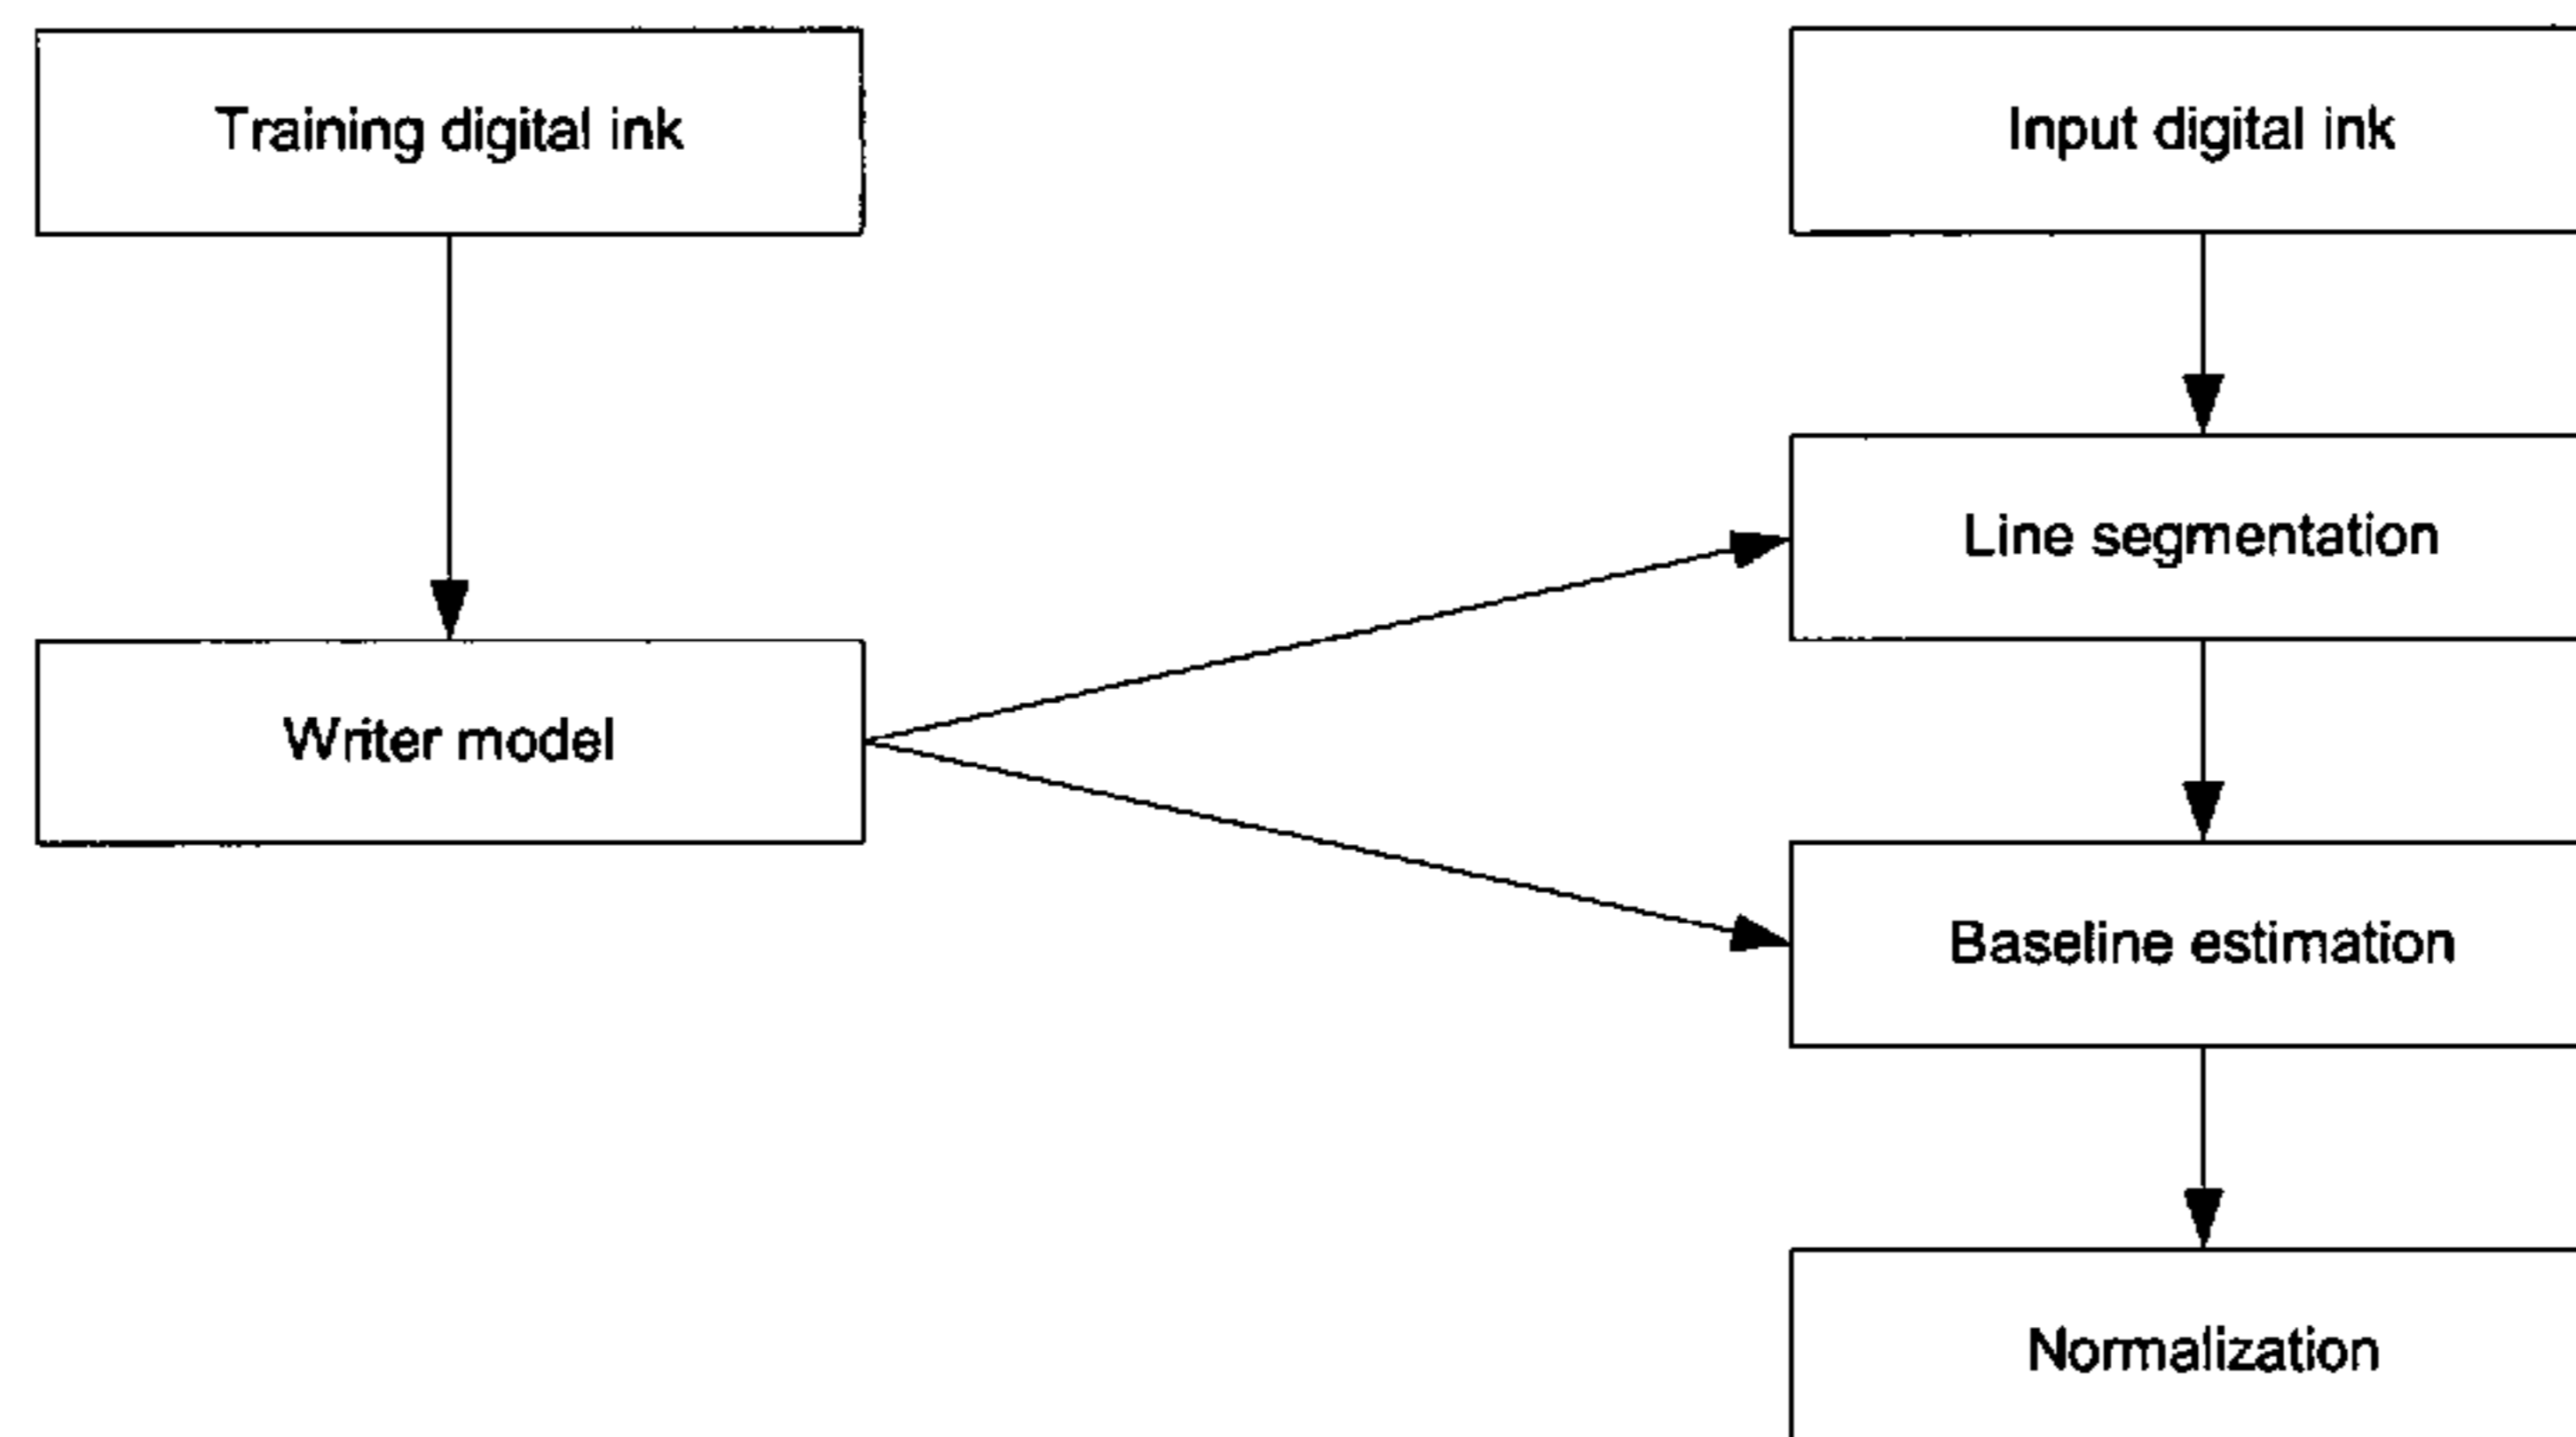 Training digital ink
Input digital ink
Line segmentation
Writer model
Baseline estimation
Normalization